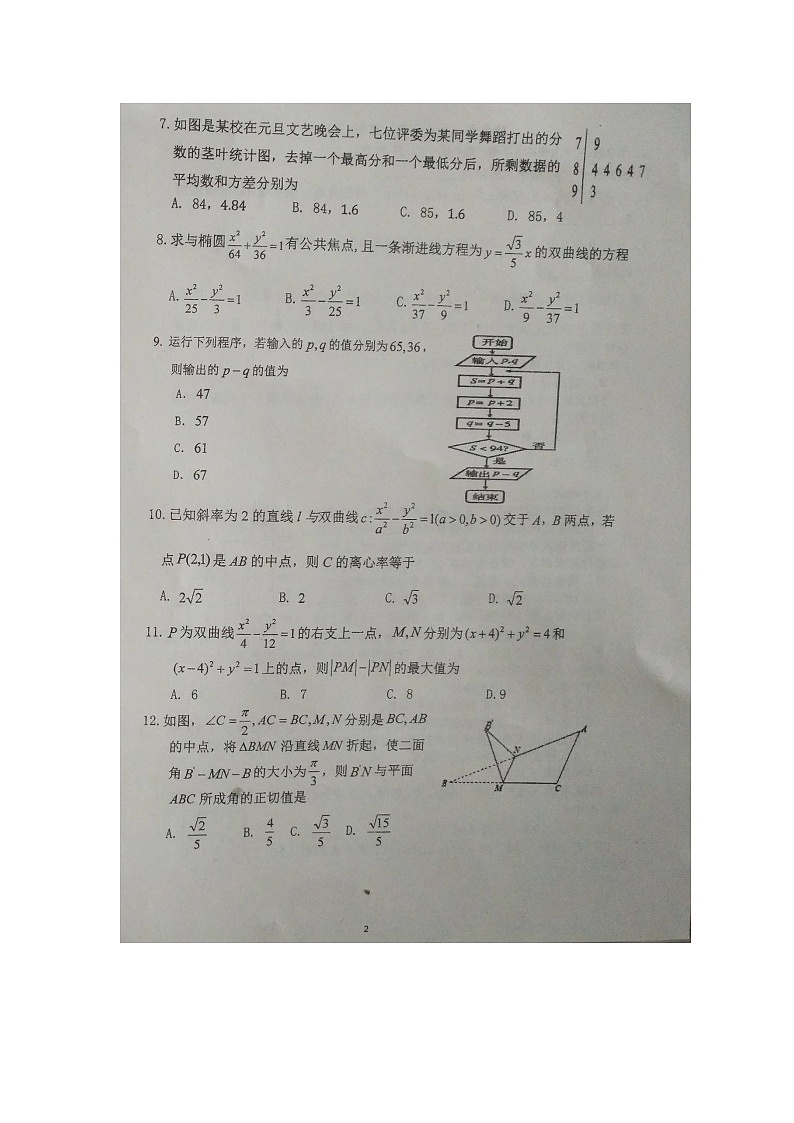 7. 如图是某校在元旦文艺晚会上，七位评委为某同学舞蹈打出的分
数的茎叶统计图，去掉一个最高分和一个最低分后，所剩数据的
平均数和方差分别为
7 | 9
8 | 4 4 6 4 7
9 | 3
A. 84，4.84 B. 84，1.6 C. 85，1.6 D. 85，4
8. 求与椭圆 x²/64 + y²/36 = 1 有公共焦点，且一条渐进线方程为 y = √3/5 x 的双曲线的方程
A. x²/25 − y²/3 = 1 B. x²/3 − y²/25 = 1 C. x²/37 − y²/9 = 1 D. x²/9 − y²/37 = 1
9. 运行下列程序，若输入的 p,q 的值分别为 65,36，
则输出的 p−q 的值为
A. 47
B. 57
C. 61
D. 67
开始
输入 p,q
S=p+q
p=p+2
q=q-5
S<94?
否
是
输出 p-q
结束
10. 已知斜率为 2 的直线 l 与双曲线 c: x²/a² − y²/b² = 1(a>0,b>0) 交于 A，B 两点，若
点 P(2,1) 是 AB 的中点，则 C 的离心率等于
A. 2√2 B. 2 C. √3 D. √2
11. P 为双曲线 x²/4 − y²/12 = 1 的右支上一点，M,N 分别为 (x+4)² + y² = 4 和
(x−4)² + y² = 1 上的点，则 |PM|−|PN| 的最大值为
A. 6 B. 7 C. 8 D. 9
12. 如图，∠C = π/2, AC = BC, M, N 分别是 BC, AB
的中点，将 ΔBMN 沿直线 MN 折起，使二面
角 B' − MN − B 的大小为 π/3，则 B'N 与平面
ABC 所成角的正切值是
A. √2/5 B. 4/5 C. √3/5 D. √15/5
B'
A
N
B
M
C
2